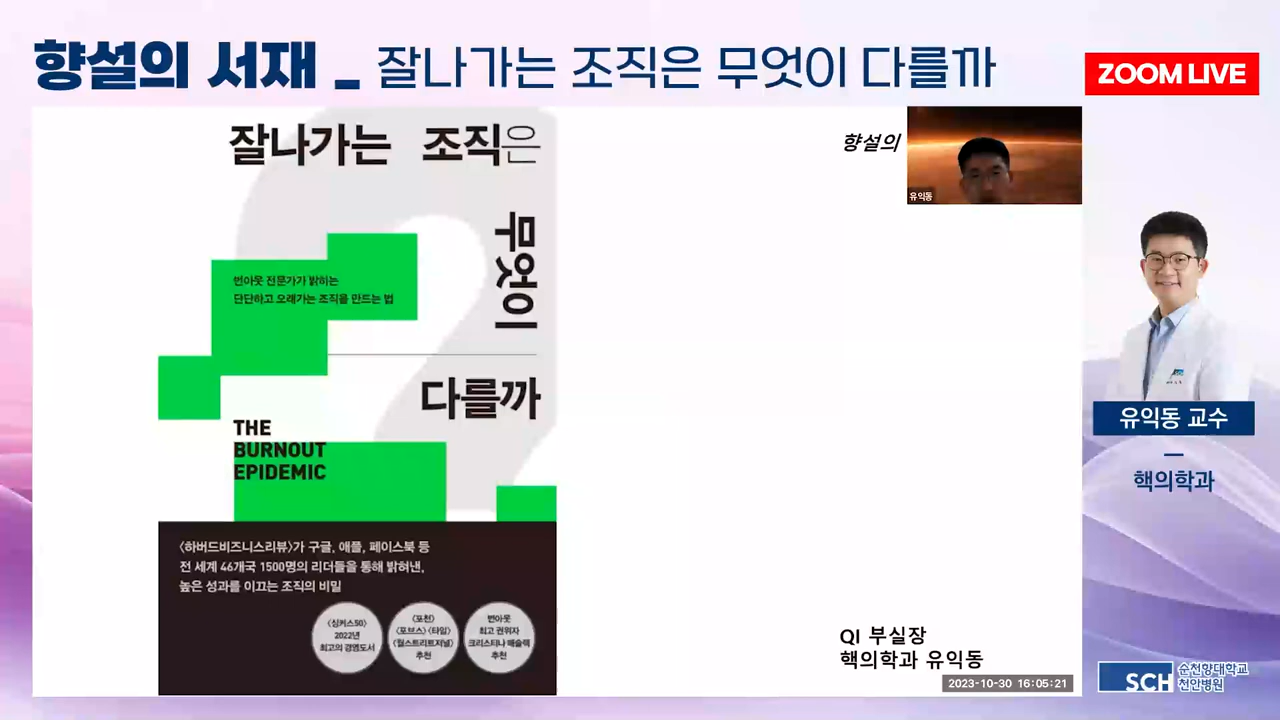 향설의 서재 _ 잘나가는 조직은 무엇이 다를까
ZOOM LIVE
잘나가는 조직은
무엇이
다를까
번아웃 전문가가 밝히는
단단하고 오래가는 조직을 만드는 법
THE
BURNOUT
EPIDEMIC
〈하버드비즈니스리뷰〉가 구글, 애플, 페이스북 등
전 세계 46개국 1500명의 리더들을 통해 밝혀낸,
높은 성과를 이끄는 조직의 비밀
〈싱커스50〉
2022년
최고의 경영도서
〈포천〉
〈포브스〉 〈타임〉
〈월스트리트저널〉
추천
번아웃
최고 권위자
크리스티나 매슬랙
추천
향설의
유익동
QI 부실장
핵의학과 유익동
2023-10-30 16:05:21
유익동 교수
핵의학과
SCH 순천향대학교
천안병원